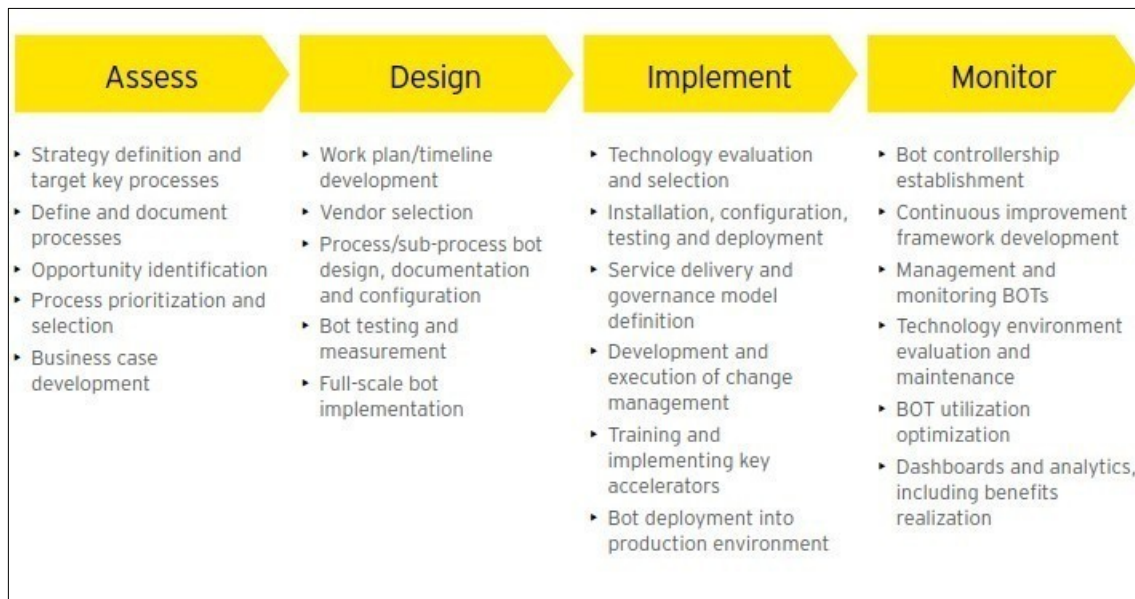 Assess
Strategy definition and
target key processes
Define and document
processes
Opportunity identification
Process prioritization and
selection
Business case
development
Design
Work plan/timeline
development
Vendor selection
Process/sub-process bot
design, documentation
and configuration
Bot testing and
measurement
Full-scale bot
implementation
Implement
Technology evaluation
and selection
Installation, configuration,
testing and deployment
Service delivery and
governance model
definition
Development and
execution of change
management
Training and
implementing key
accelerators
Bot deployment into
production environment
Monitor
Bot controllership
establishment
Continuous improvement
framework development
Management and
monitoring BOTs
Technology environment
evaluation and
maintenance
BOT utilization
optimization
Dashboards and analytics,
including benefits
realization